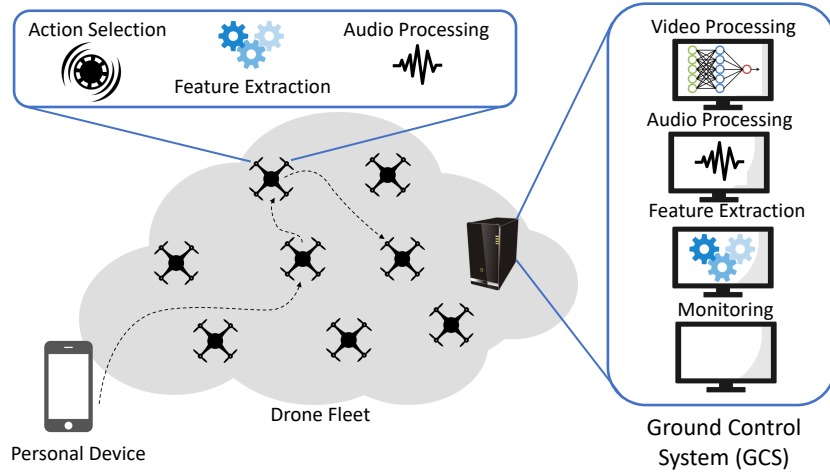 Action Selection
Feature Extraction
Audio Processing
Video Processing
Audio Processing
Feature Extraction
Monitoring
Drone Fleet
Personal Device
Ground Control
System (GCS)